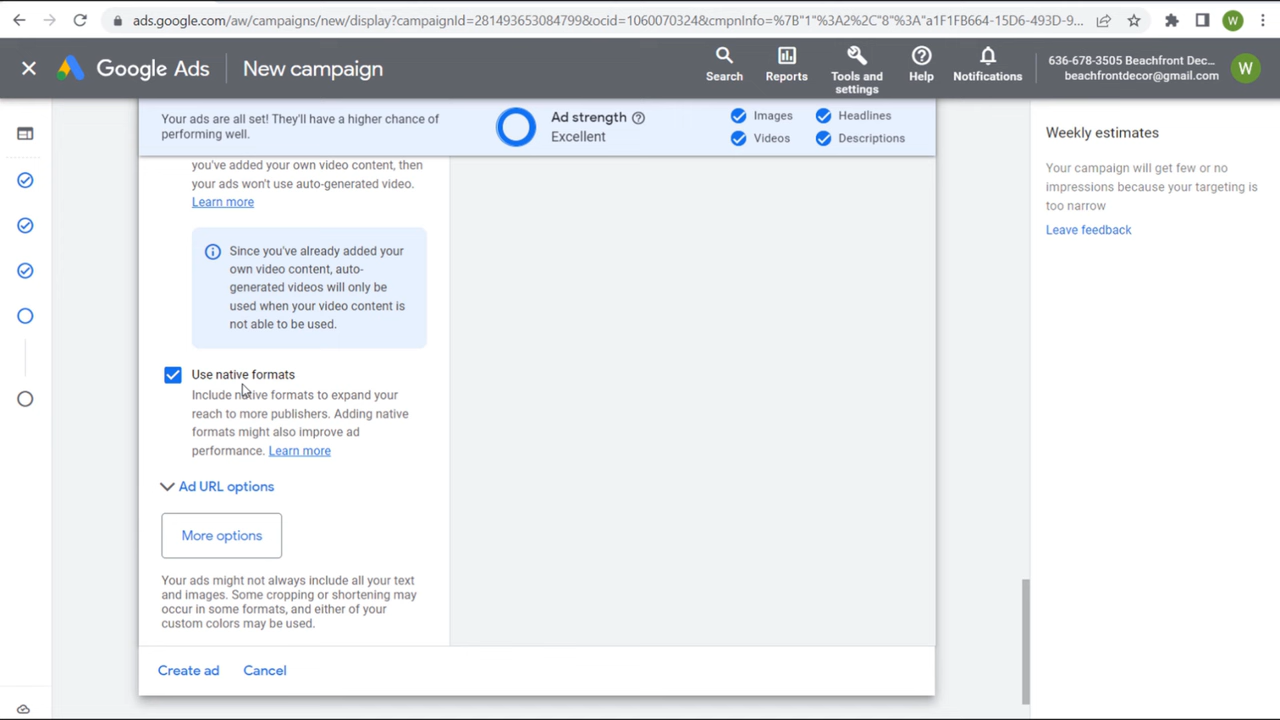 ads.google.com/aw/campaigns/new/display?campaignId=281493653084799&ocid=1060070324&cmpnInfo=%7B"1"%3A2%2C"8"%3A"a1F1FB664-15D6-493D-9...
W
Google Ads
New campaign
Search
Reports
Tools and
settings
Help
Notifications
636-678-3505 Beachfront Dec...
beachfrontdecor@gmail.com
W
Your ads are all set! They'll have a higher chance of
performing well.
Ad strength
Excellent
Images
Headlines
Videos
Descriptions
Weekly estimates
Your campaign will get few or no
impressions because your targeting is
too narrow
Leave feedback
you've added your own video content, then
your ads won't use auto-generated video.
Learn more
Since you've already added your
own video content, auto-
generated videos will only be
used when your video content is
not able to be used.
Use native formats
Include native formats to expand your
reach to more publishers. Adding native
formats might also improve ad
performance. Learn more
Ad URL options
More options
Your ads might not always include all your text
and images. Some cropping or shortening may
occur in some formats, and either of your
custom colors may be used.
Create ad
Cancel